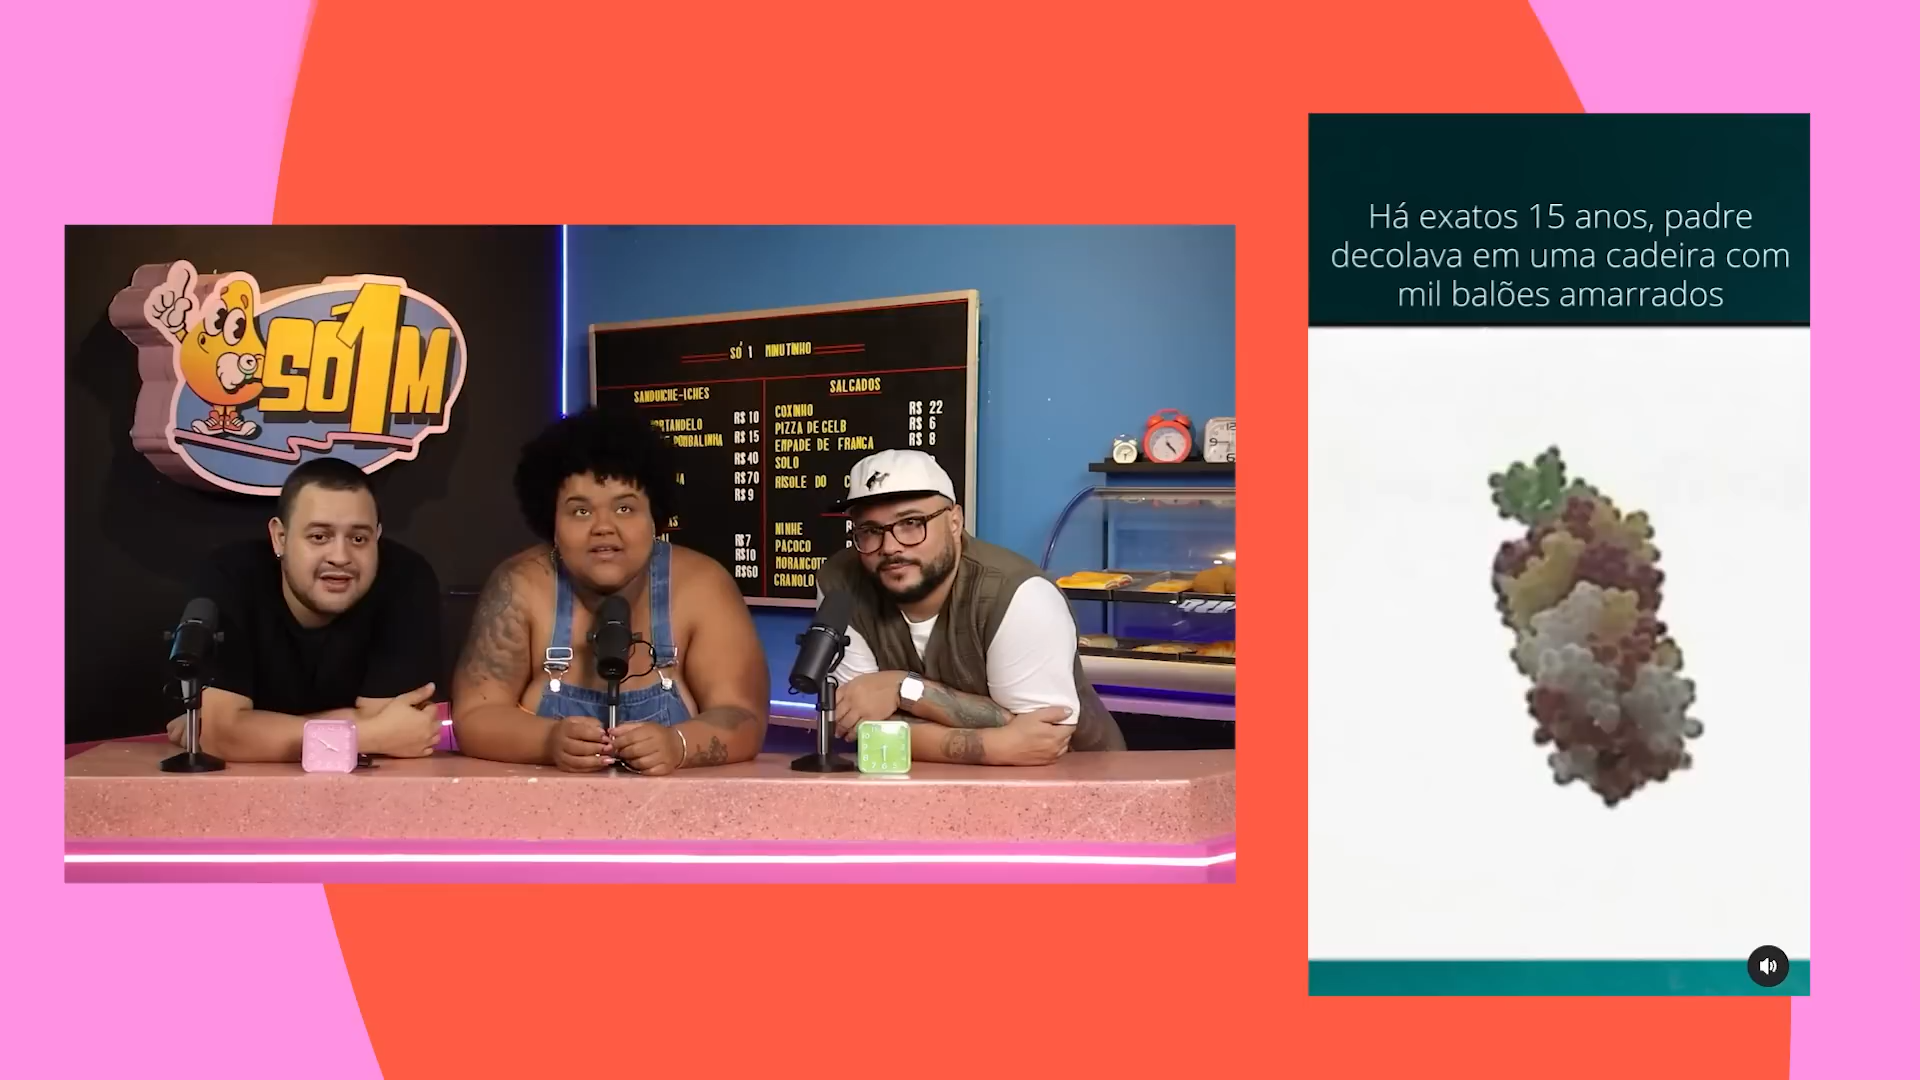 SÓ1M
SÓ 1 MINUTINHO
SANDUICHE-ICHES
R$ 10
R$ 15
R$40
R$70
R$9
R$7
R$10
R$60
SALGADOS
COXINHO R$ 22
PIZZA DE GELB R$ 6
EMPADE DE FRANCA R$ 8
SOLO
RISOLE DO
NINHE
PACOCO
GRANOLO
Há exatos 15 anos, padre
decolava em uma cadeira com
mil balões amarrados